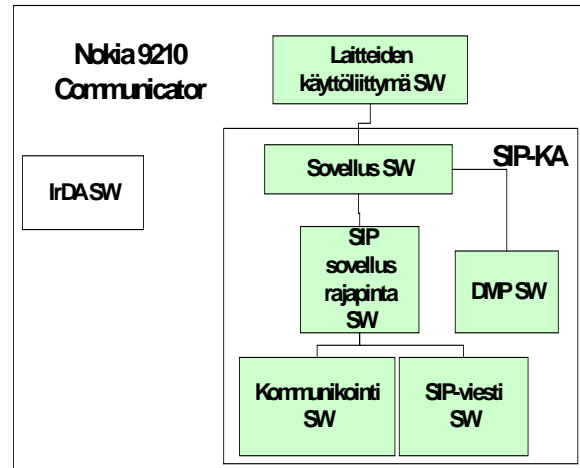 Nokia 9210
Communicator
Laitteiden
käyttöliittymä SW
SIP-KA
Sovellus SW
IrDA SW
SIP
sovellus
rajapinta
SW
DMP SW
Kommunikointi
SW
SIP-viesti
SW